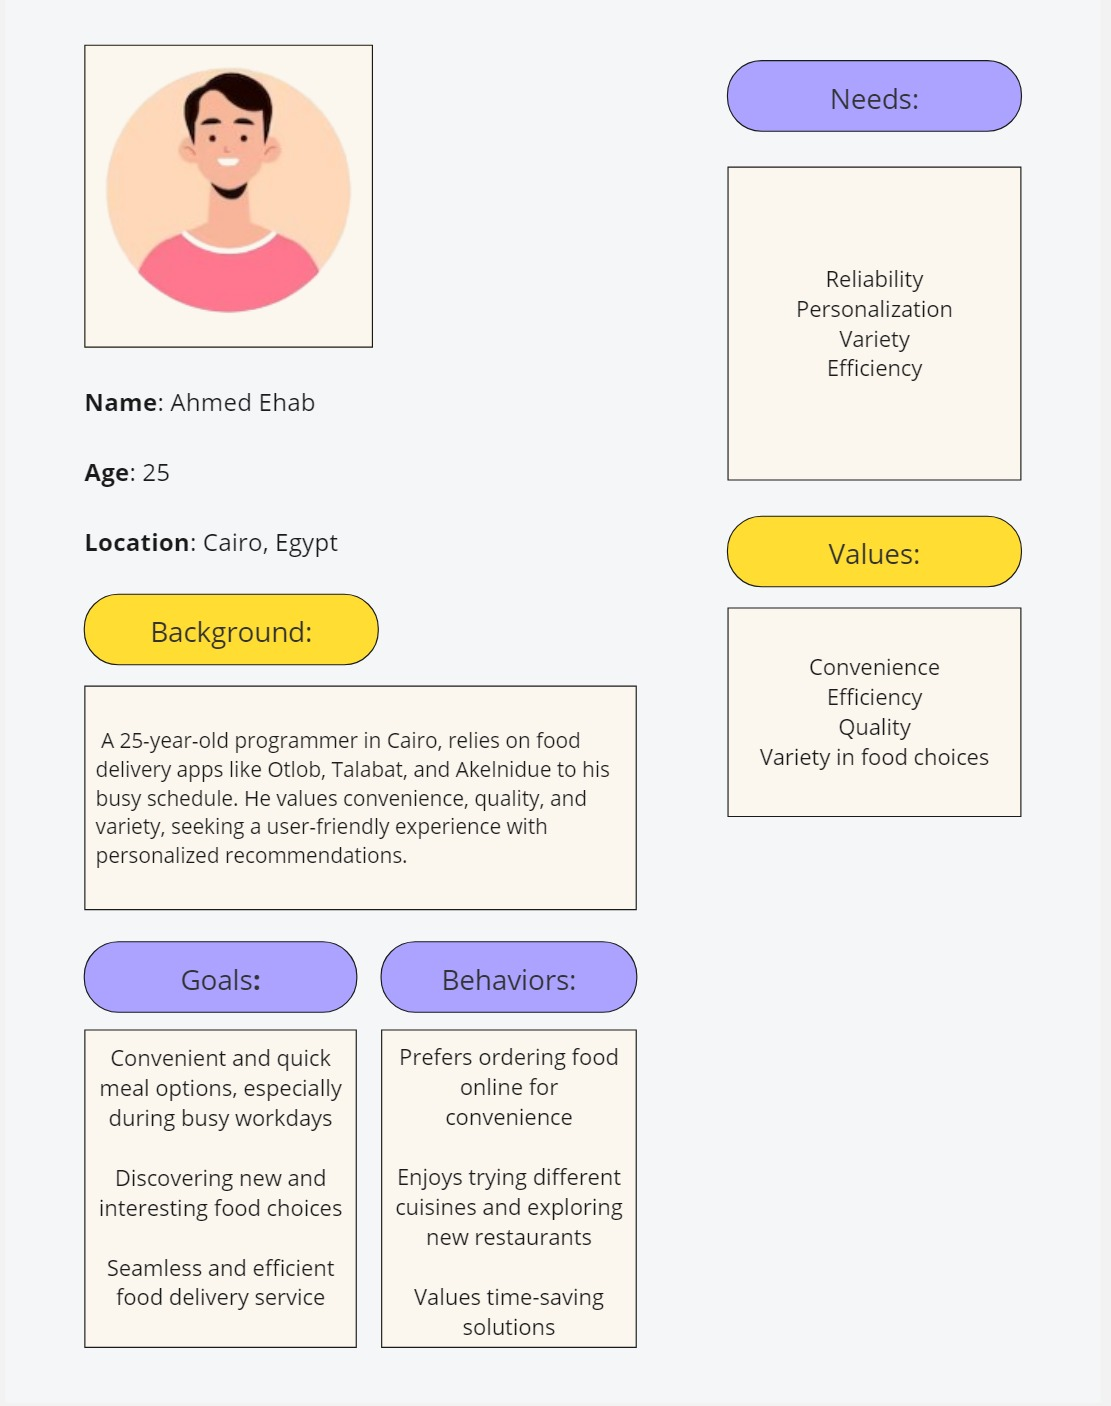 Name: Ahmed Ehab
Age: 25
Location: Cairo, Egypt
Background:
A 25-year-old programmer in Cairo, relies on food
delivery apps like Otlob, Talabat, and Akelnidue to his
busy schedule. He values convenience, quality, and
variety, seeking a user-friendly experience with
personalized recommendations.
Goals:
Convenient and quick
meal options, especially
during busy workdays
Discovering new and
interesting food choices
Seamless and efficient
food delivery service
Behaviors:
Prefers ordering food
online for
convenience
Enjoys trying different
cuisines and exploring
new restaurants
Values time-saving
solutions
Needs:
Reliability
Personalization
Variety
Efficiency
Values:
Convenience
Efficiency
Quality
Variety in food choices